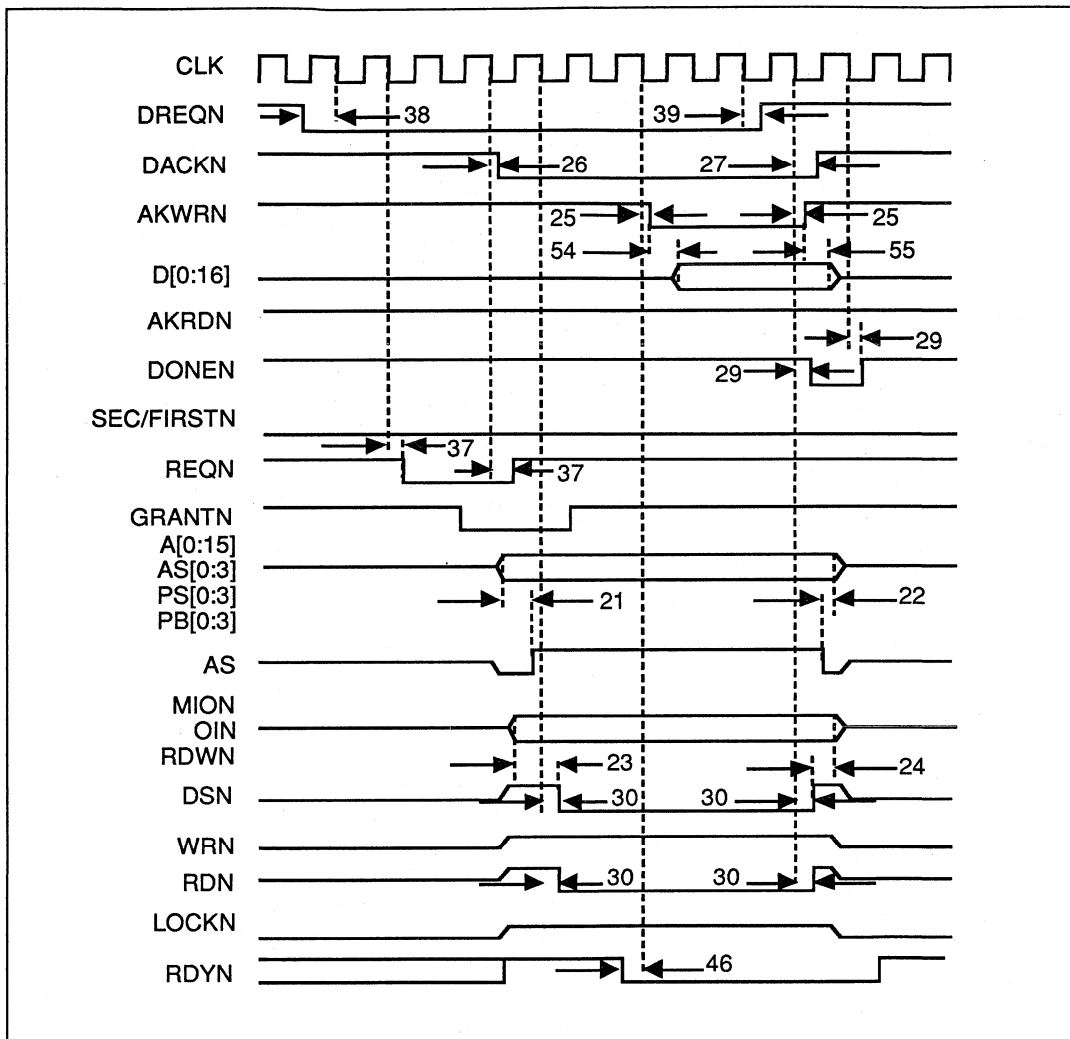 CLK
DREQN
38
39
DACKN
26
27
AKWRN
25
25
54
55
D[0:16]
AKRDN
29
DONEN
29
SEC/FIRSTN
37
REQN
37
GRANTN
A[0:15]
AS[0:3]
PS[0:3]
21
22
PB[0:3]
AS
MION
OIN
RDWN
23
24
DSN
30
30
WRN
RDN
30
30
LOCKN
RDYN
46